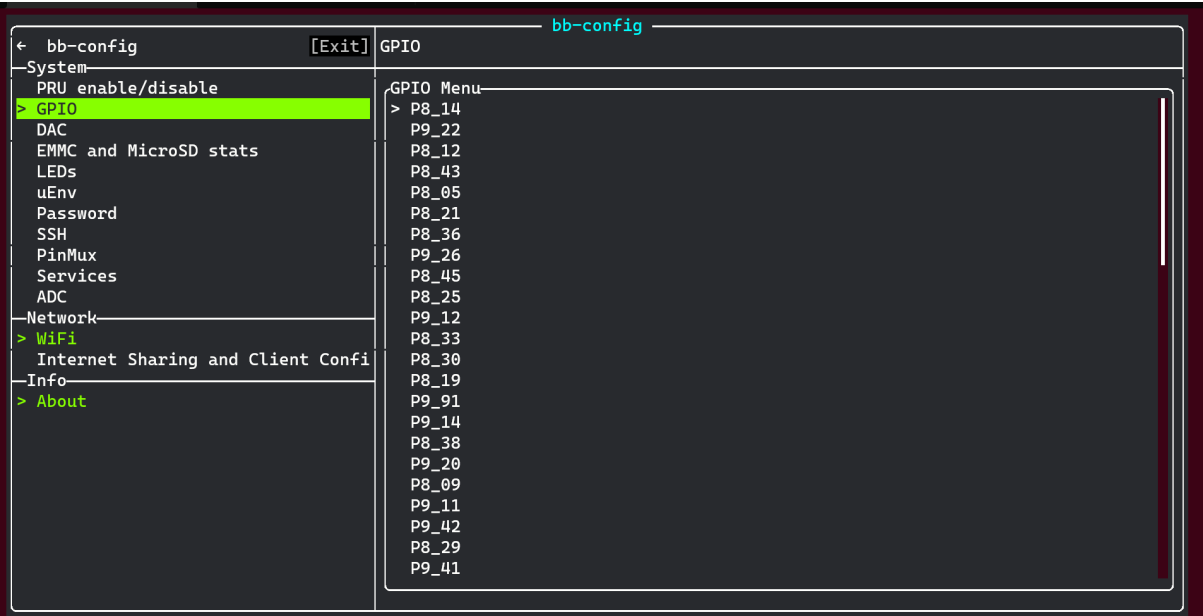 bb-config
← bb-config [Exit]
System
PRU enable/disable
> GPIO
DAC
EMMC and MicroSD stats
LEDs
uEnv
Password
SSH
PinMux
Services
ADC
Network
> WiFi
Internet Sharing and Client Confi
Info
> About
GPIO
GPIO Menu
> P8_14
P9_22
P8_12
P8_43
P8_05
P8_21
P8_36
P9_26
P8_45
P8_25
P9_12
P8_33
P8_30
P8_19
P9_91
P9_14
P8_38
P9_20
P8_09
P9_11
P9_42
P8_29
P9_41